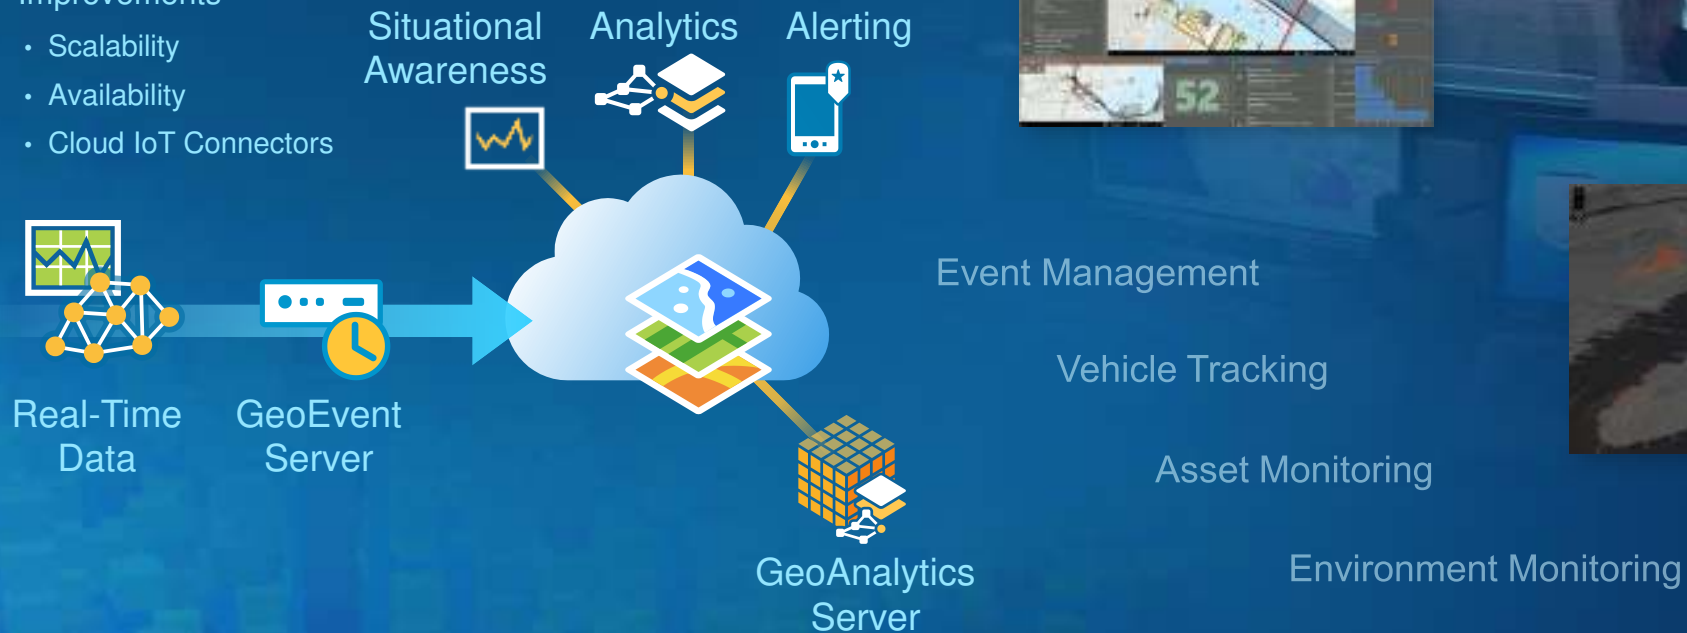 Improvements
• Scalability
• Availability
• Cloud IoT Connectors
Situational
Awareness
Analytics
Alerting
52
Real-Time
Data
GeoEvent
Server
GeoAnalytics
Server
Event Management
Vehicle Tracking
Asset Monitoring
Environment Monitoring